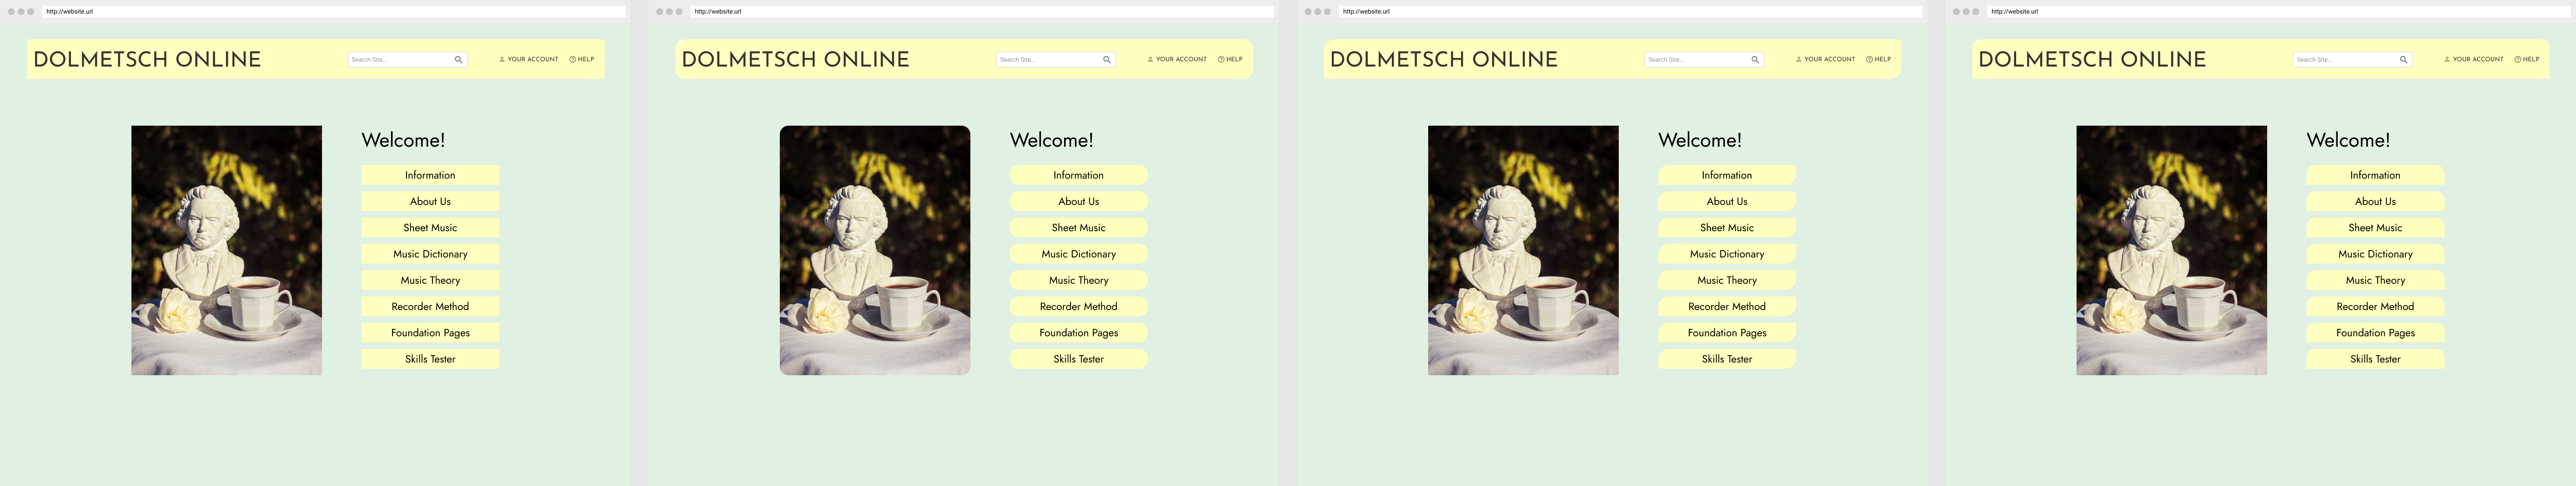 http://website.url
DOLMETSCH ONLINE
Search Site...
YOUR ACCOUNT
HELP
Welcome!
Information
About Us
Sheet Music
Music Dictionary
Music Theory
Recorder Method
Foundation Pages
Skills Tester
http://website.url
DOLMETSCH ONLINE
Search Site...
YOUR ACCOUNT
HELP
Welcome!
Information
About Us
Sheet Music
Music Dictionary
Music Theory
Recorder Method
Foundation Pages
Skills Tester
http://website.url
DOLMETSCH ONLINE
Search Site...
YOUR ACCOUNT
HELP
Welcome!
Information
About Us
Sheet Music
Music Dictionary
Music Theory
Recorder Method
Foundation Pages
Skills Tester
http://website.url
DOLMETSCH ONLINE
Search Site...
YOUR ACCOUNT
HELP
Welcome!
Information
About Us
Sheet Music
Music Dictionary
Music Theory
Recorder Method
Foundation Pages
Skills Tester